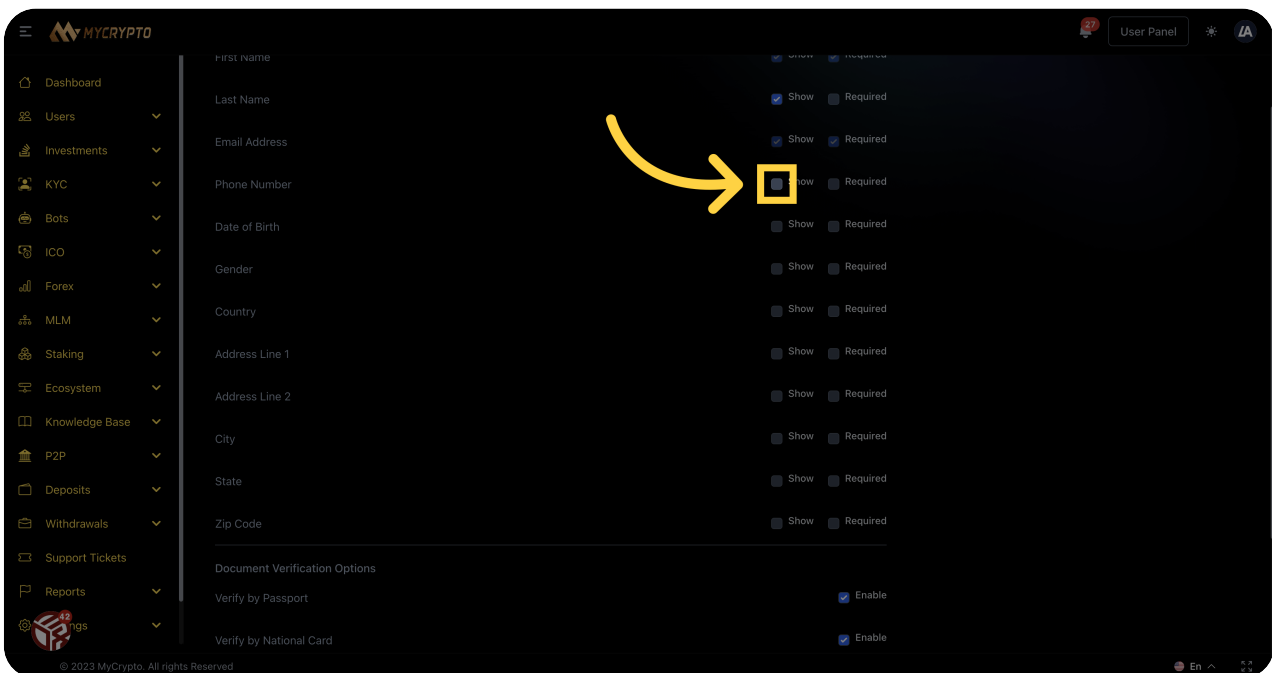 MYCRYPTO
27
User Panel
First Name Show Required
Dashboard
Last Name Show Required
Users
Email Address Show Required
Investments
KYC
Phone Number Show Required
Bots
Date of Birth Show Required
ICO
Gender Show Required
Forex
Country Show Required
MLM
Staking
Address Line 1 Show Required
Ecosystem
Address Line 2 Show Required
Knowledge Base
City Show Required
P2P
State Show Required
Deposits
Withdrawals
Zip Code Show Required
Support Tickets
Document Verification Options
Reports
Verify by Passport Enable
42
ngs
Verify by National Card Enable
© 2023 MyCrypto. All rights Reserved
En